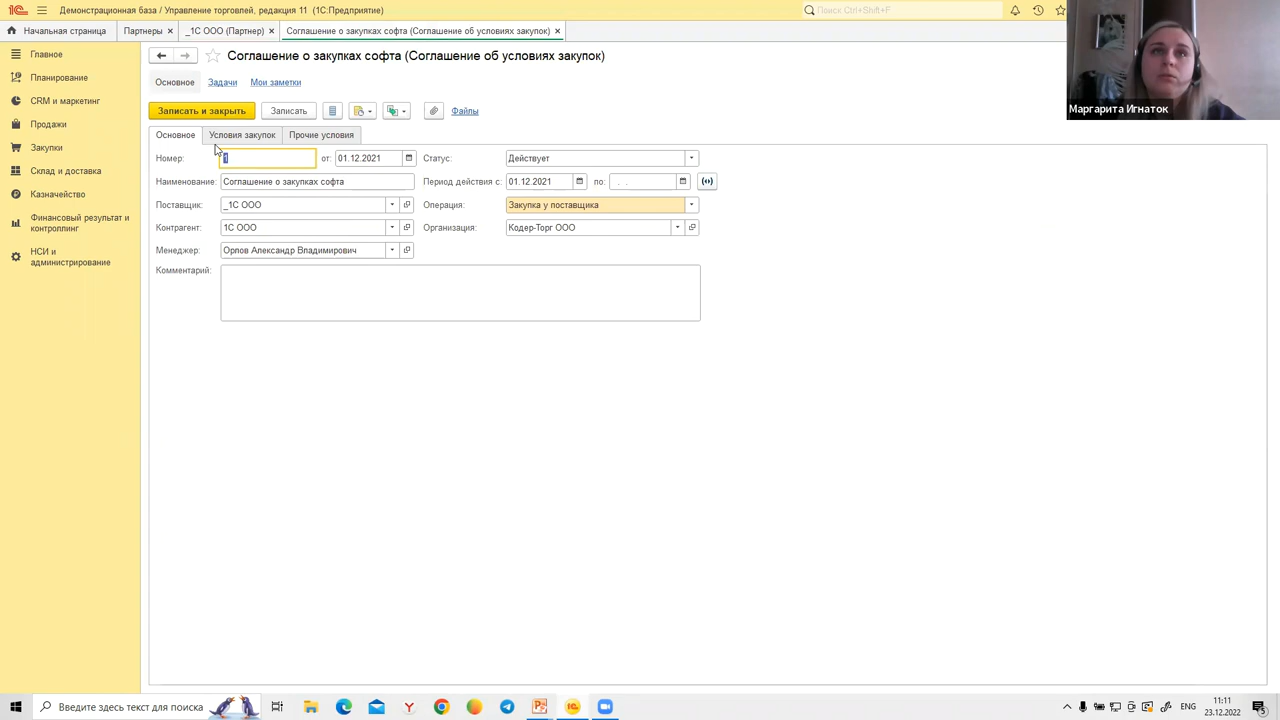 Демонстрационная база / Управление торговлей, редакция 11 (1С:Предприятие)
Поиск Ctrl+Shift+F
Начальная страница
Партнеры ×
_1С ООО (Партнер) ×
Соглашение о закупках софта (Соглашение об условиях закупок) ×
Главное
Планирование
CRM и маркетинг
Продажи
Закупки
Склад и доставка
Казначейство
Финансовый результат и
контроллинг
НСИ и
администрирование
Соглашение о закупках софта (Соглашение об условиях закупок)
Основное
Задачи
Мои заметки
Записать и закрыть
Записать
Файлы
Основное
Условия закупок
Прочие условия
Номер: 1 от: 01.12.2021 Статус: Действует
Наименование: Соглашение о закупках софта Период действия с: 01.12.2021 по: . .
Поставщик: _1С ООО Операция: Закупка у поставщика
Контрагент: 1С ООО Организация: Кодер-Торг ООО
Менеджер: Орлов Александр Владимирович
Комментарий:
Маргарита Игнаток
Введите здесь текст для поиска
ENG
11:11
23.12.2022
5